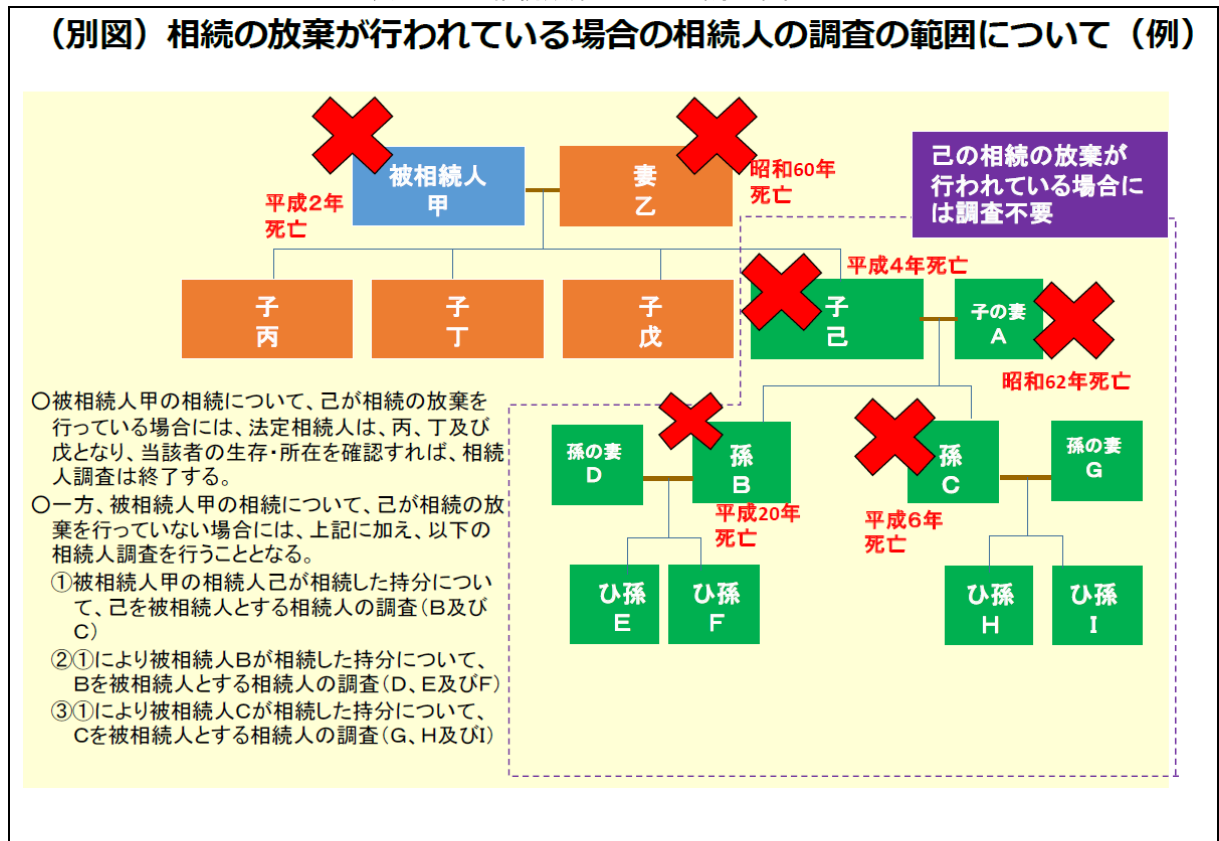 （別図）相続の放棄が行われている場合の相続人の調査の範囲について（例）
被相続人
甲
平成２年
死亡
妻
乙
昭和60年
死亡
己の相続の放棄が
行われている場合に
は調査不要
子
丙
子
丁
子
戊
平成４年死亡
子
己
子の妻
A
昭和62年死亡
孫の妻
D
孫
B
平成20年
死亡
孫
C
平成６年
死亡
孫の妻
G
ひ孫
E
ひ孫
F
ひ孫
H
ひ孫
I
○被相続人甲の相続について、己が相続の放棄を
行っている場合には、法定相続人は、丙、丁及び
戊となり、当該者の生存・所在を確認すれば、相続
人調査は終了する。
○一方、被相続人甲の相続について、己が相続の放
棄を行っていない場合には、上記に加え、以下の
相続人調査を行うこととなる。
①被相続人甲の相続人己が相続した持分につい
て、己を被相続人とする相続人の調査（B及び
C）
②①により被相続人Bが相続した持分について、
Bを被相続人とする相続人の調査（D、E及びF）
③①により被相続人Cが相続した持分について、
Cを被相続人とする相続人の調査（G、H及びI）